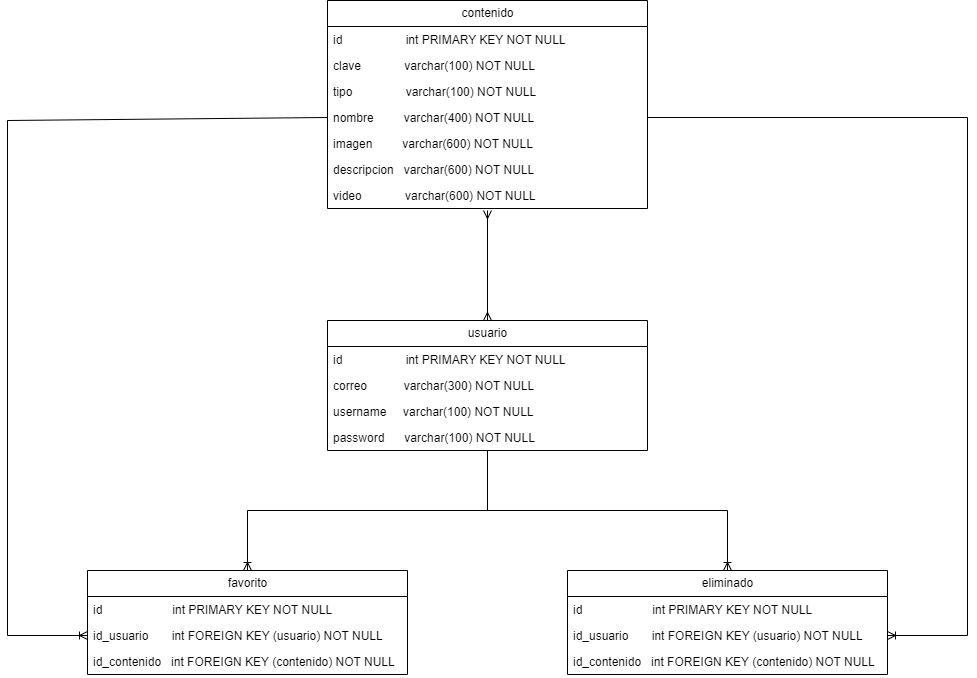 contenido
id int PRIMARY KEY NOT NULL
clave varchar(100) NOT NULL
tipo varchar(100) NOT NULL
nombre varchar(400) NOT NULL
imagen varchar(600) NOT NULL
descripcion varchar(600) NOT NULL
video varchar(600) NOT NULL
usuario
id int PRIMARY KEY NOT NULL
correo varchar(300) NOT NULL
username varchar(100) NOT NULL
password varchar(100) NOT NULL
favorito
id int PRIMARY KEY NOT NULL
id_usuario int FOREIGN KEY (usuario) NOT NULL
id_contenido int FOREIGN KEY (contenido) NOT NULL
eliminado
id int PRIMARY KEY NOT NULL
id_usuario int FOREIGN KEY (usuario) NOT NULL
id_contenido int FOREIGN KEY (contenido) NOT NULL